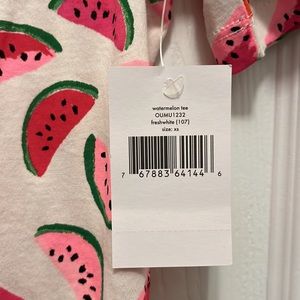 watermelon tee
OUMU1232
freshwhite (107)
size: xs
7 67883 64144 6